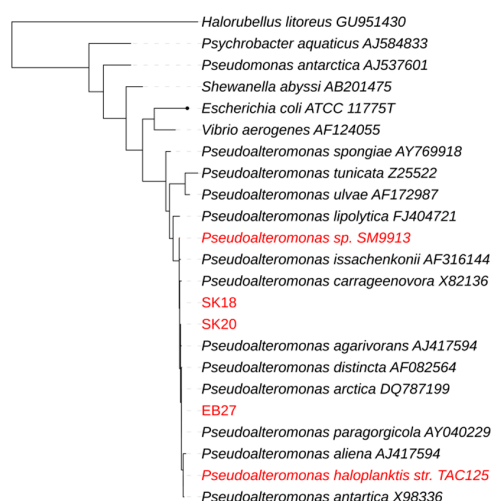 Halorubellus litoreus GU951430
Psychrobacter aquaticus AJ584833
Pseudomonas antarctica AJ537601
Shewanella abyssi AB201475
Escherichia coli ATCC 11775T
Vibrio aerogenes AF124055
Pseudoalteromonas spongiae AY769918
Pseudoalteromonas tunicata Z25522
Pseudoalteromonas ulvae AF172987
Pseudoalteromonas lipolytica FJ404721
Pseudoalteromonas sp. SM9913
Pseudoalteromonas issachenkonii AF316144
Pseudoalteromonas carrageenovora X82136
SK18
SK20
Pseudoalteromonas agarivorans AJ417594
Pseudoalteromonas distincta AF082564
Pseudoalteromonas arctica DQ787199
EB27
Pseudoalteromonas paragorgicola AY040229
Pseudoalteromonas aliena AJ417594
Pseudoalteromonas haloplanktis str. TAC125
Pseudoalteromonas antartica X98336